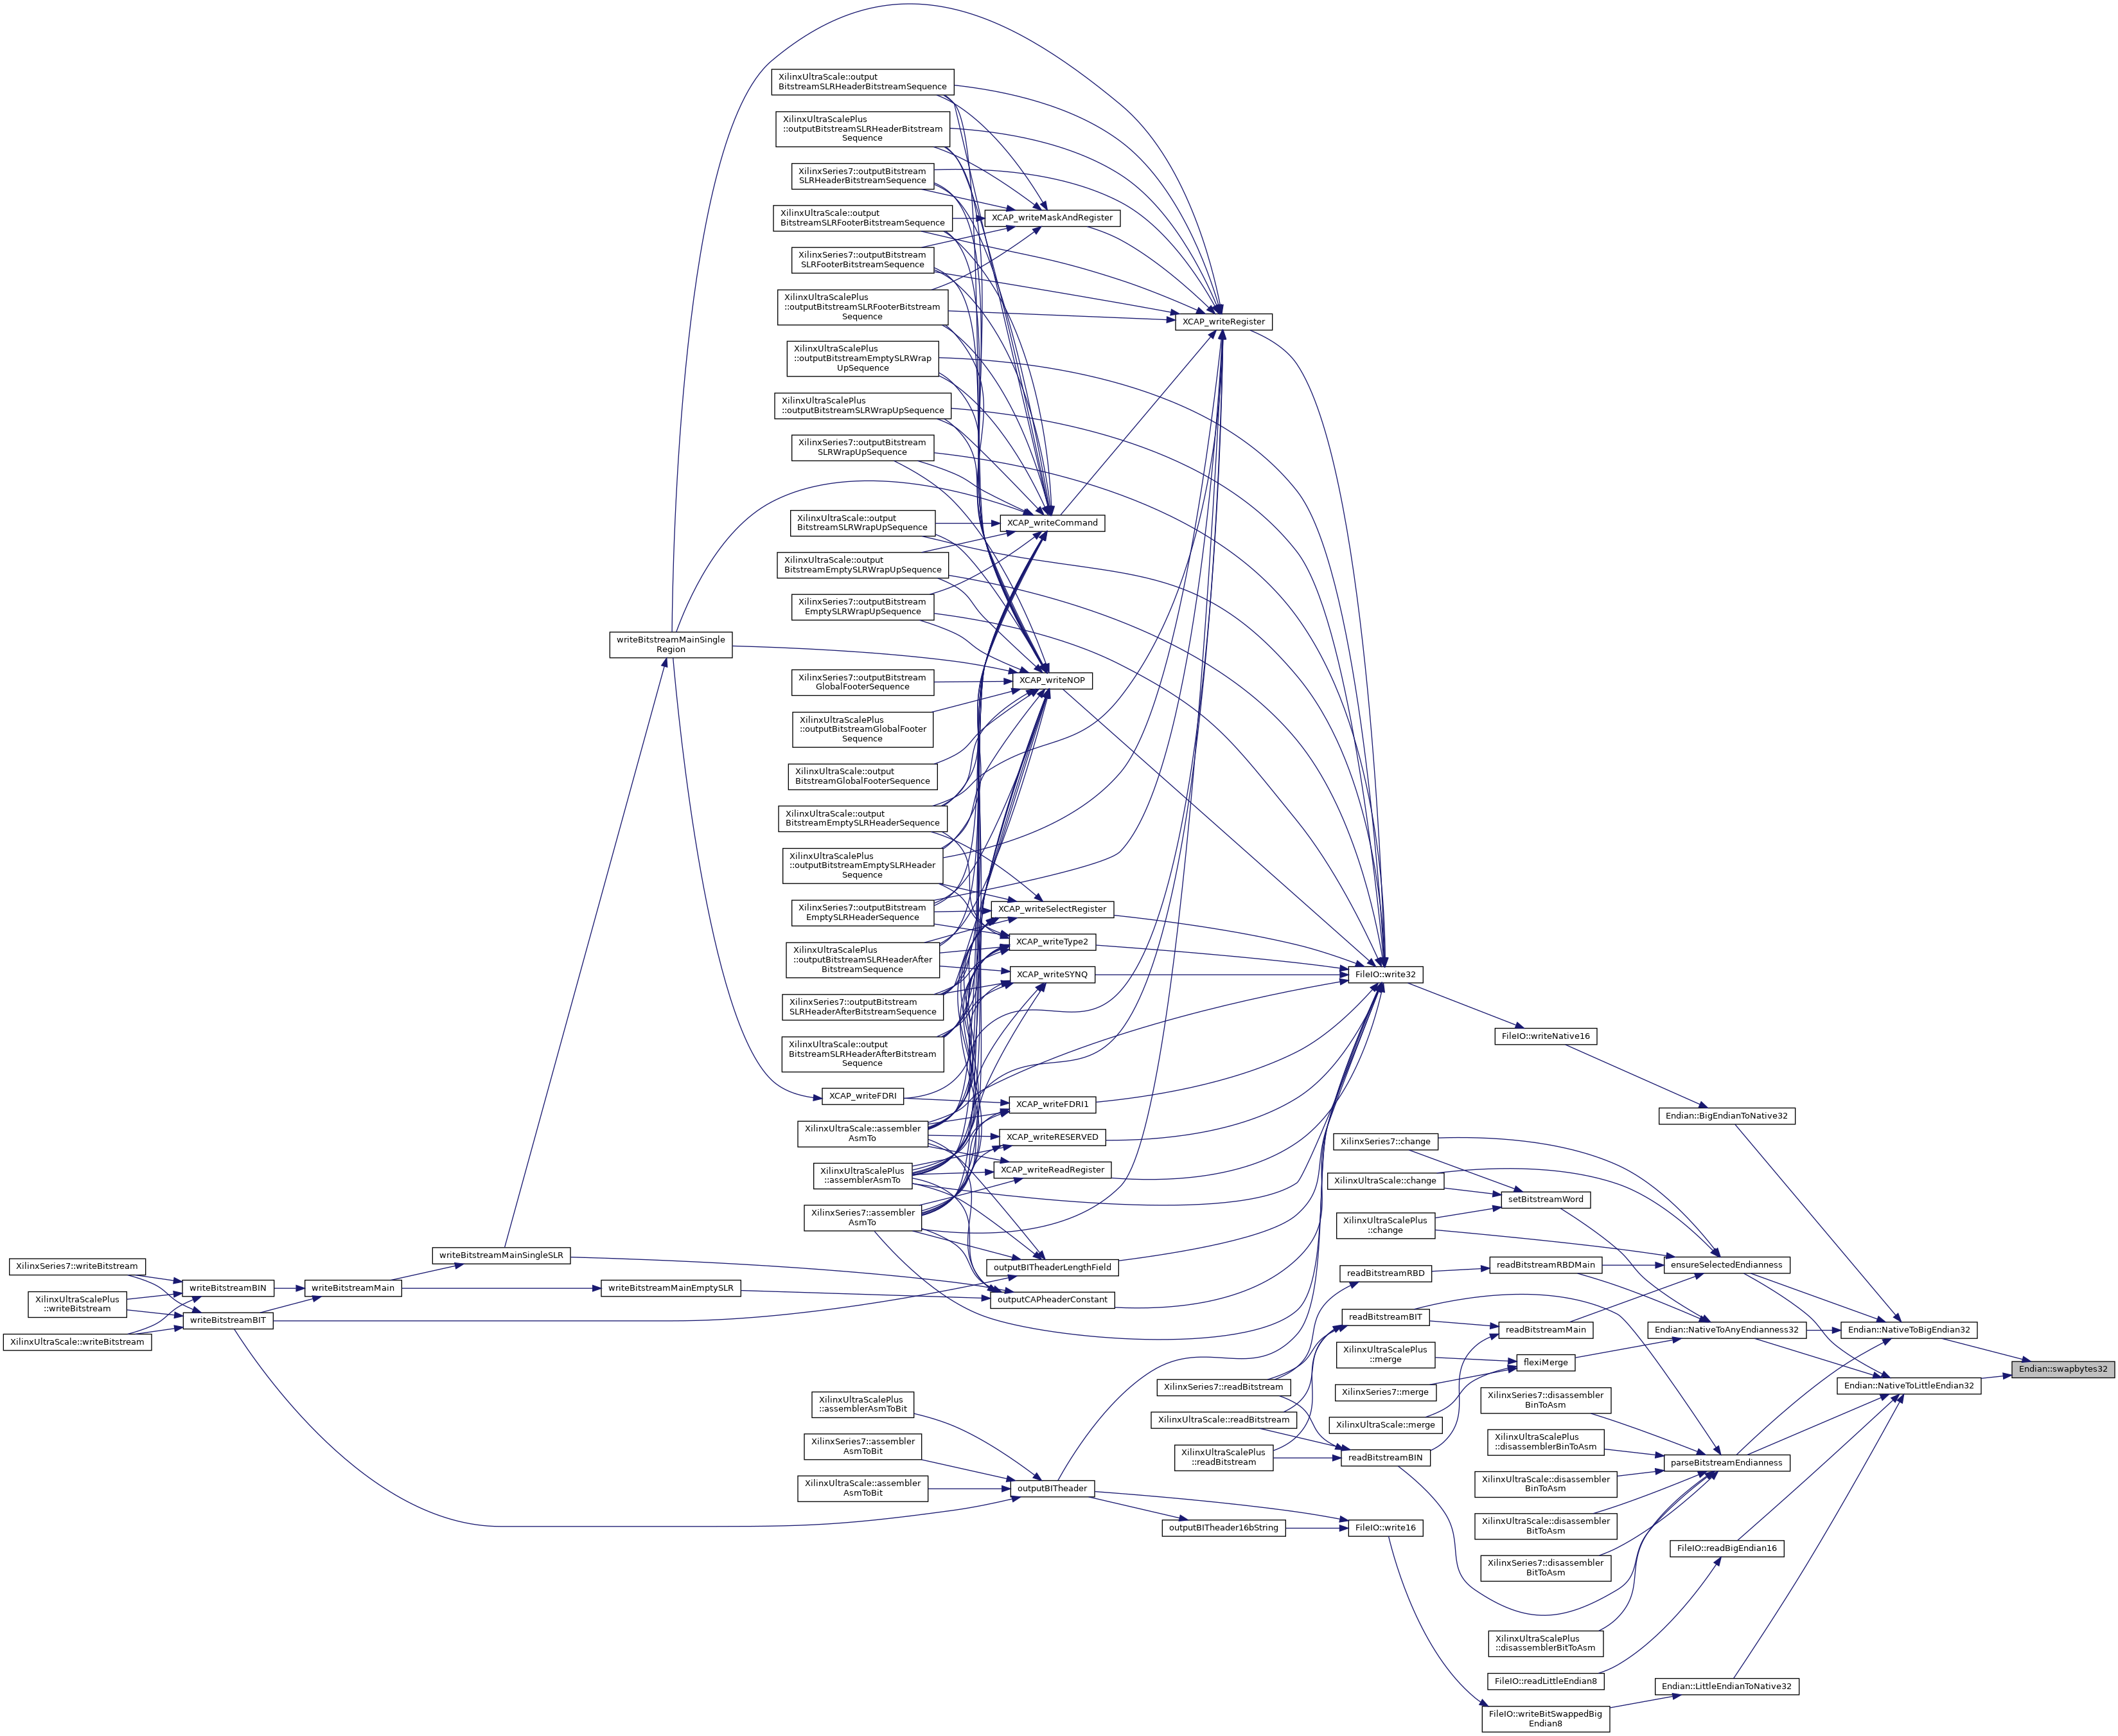 XilinxUltraScale::output
BitstreamSLRHeaderBitstreamSequence
XilinxUltraScalePlus
::outputBitstreamSLRHeaderBitstream
Sequence
XilinxSeries7::outputBitstream
SLRHeaderBitstreamSequence
XilinxUltraScale::output
BitstreamSLRFooterBitstreamSequence
XCAP_writeMaskAndRegister
XilinxSeries7::outputBitstream
SLRFooterBitstreamSequence
XilinxUltraScalePlus
::outputBitstreamSLRFooterBitstream
Sequence
XCAP_writeRegister
XilinxUltraScalePlus
::outputBitstreamEmptySLRWrap
UpSequence
XilinxUltraScalePlus
::outputBitstreamSLRWrapUpSequence
XilinxSeries7::outputBitstream
SLRWrapUpSequence
XilinxUltraScale::output
BitstreamSLRWrapUpSequence
XCAP_writeCommand
XilinxUltraScale::output
BitstreamEmptySLRWrapUpSequence
XilinxSeries7::outputBitstream
EmptySLRWrapUpSequence
writeBitstreamMainSingle
Region
XilinxSeries7::outputBitstream
GlobalFooterSequence
XCAP_writeNOP
XilinxUltraScalePlus
::outputBitstreamGlobalFooter
Sequence
XilinxUltraScale::output
BitstreamGlobalFooterSequence
XilinxUltraScale::output
BitstreamEmptySLRHeaderSequence
XilinxUltraScalePlus
::outputBitstreamEmptySLRHeader
Sequence
XilinxSeries7::outputBitstream
EmptySLRHeaderSequence
XCAP_writeSelectRegister
XilinxUltraScalePlus
::outputBitstreamSLRHeaderAfter
BitstreamSequence
XCAP_writeType2
XCAP_writeSYNQ
FileIO::write32
XilinxSeries7::outputBitstream
SLRHeaderAfterBitstreamSequence
XilinxUltraScale::output
BitstreamSLRHeaderAfterBitstream
Sequence
FileIO::writeNative16
XCAP_writeFDRI
XCAP_writeFDRI1
Endian::BigEndianToNative32
XilinxUltraScale::assembler
AsmTo
XCAP_writeRESERVED
XilinxSeries7::change
XilinxUltraScalePlus
::assemblerAsmTo
XCAP_writeReadRegister
XilinxUltraScale::change
setBitstreamWord
XilinxSeries7::assembler
AsmTo
XilinxUltraScalePlus
::change
writeBitstreamMainSingleSLR
XilinxSeries7::writeBitstream
outputBITheaderLengthField
readBitstreamRBD
readBitstreamRBDMain
ensureSelectedEndianness
writeBitstreamBIN
writeBitstreamMain
writeBitstreamMainEmptySLR
outputCAPheaderConstant
XilinxUltraScalePlus
::writeBitstream
writeBitstreamBIT
readBitstreamBIT
readBitstreamMain
Endian::NativeToAnyEndianness32
Endian::NativeToBigEndian32
XilinxUltraScale::writeBitstream
XilinxUltraScalePlus
::merge
flexiMerge
Endian::swapbytes32
XilinxSeries7::readBitstream
XilinxSeries7::merge
Endian::NativeToLittleEndian32
XilinxUltraScalePlus
::assemblerAsmToBit
XilinxSeries7::disassembler
BinToAsm
XilinxUltraScale::readBitstream
XilinxUltraScale::merge
XilinxSeries7::assembler
AsmToBit
XilinxUltraScalePlus
::readBitstream
readBitstreamBIN
XilinxUltraScalePlus
::disassemblerBinToAsm
parseBitstreamEndianness
XilinxUltraScale::assembler
AsmToBit
outputBITheader
XilinxUltraScale::disassembler
BinToAsm
outputBITheader16bString
FileIO::write16
XilinxUltraScale::disassembler
BitToAsm
FileIO::readBigEndian16
XilinxSeries7::disassembler
BitToAsm
XilinxUltraScalePlus
::disassemblerBitToAsm
FileIO::readLittleEndian8
Endian::LittleEndianToNative32
FileIO::writeBitSwappedBig
Endian8